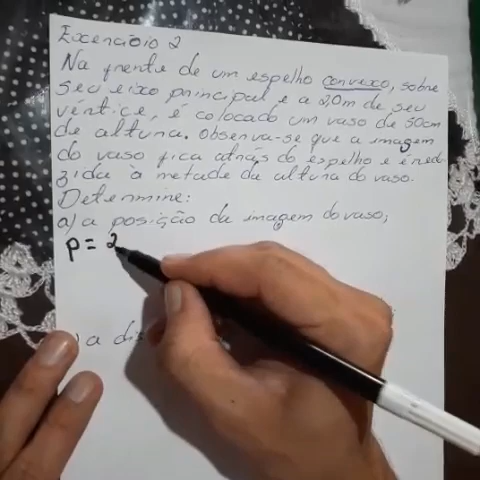 Exercício 2
Na frente de um espelho convexo, sobre
seu eixo principal e a 2,0m de seu
vértice, é colocado um vaso de 50cm
de altura. Observa-se que a imagem
do vaso fica atrás do espelho e é redu-
zida à metade da altura do vaso.
Determine:
a) a posição da imagem do vaso;
p = 2
) a di